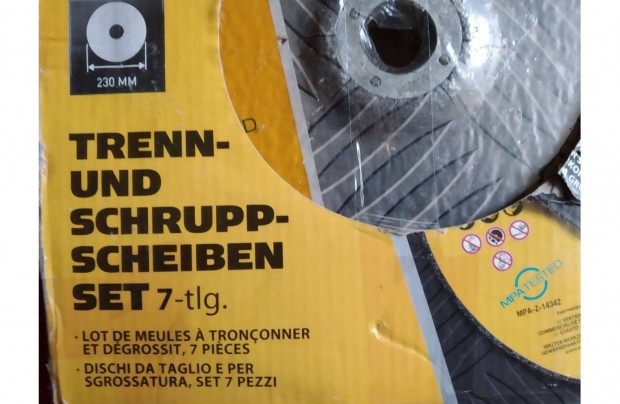 230 MM
D
TRENN-
UND
SCHRUPP-
SCHEIBEN
SET 7-tlg.
· LOT DE MEULES À TRONÇONNER
ET DÉGROSSIT, 7 PIÈCES
· DISCHI DA TAGLIO E PER
SGROSSATURA, SET 7 PEZZI
MPA TESTED
MPA-2-14342